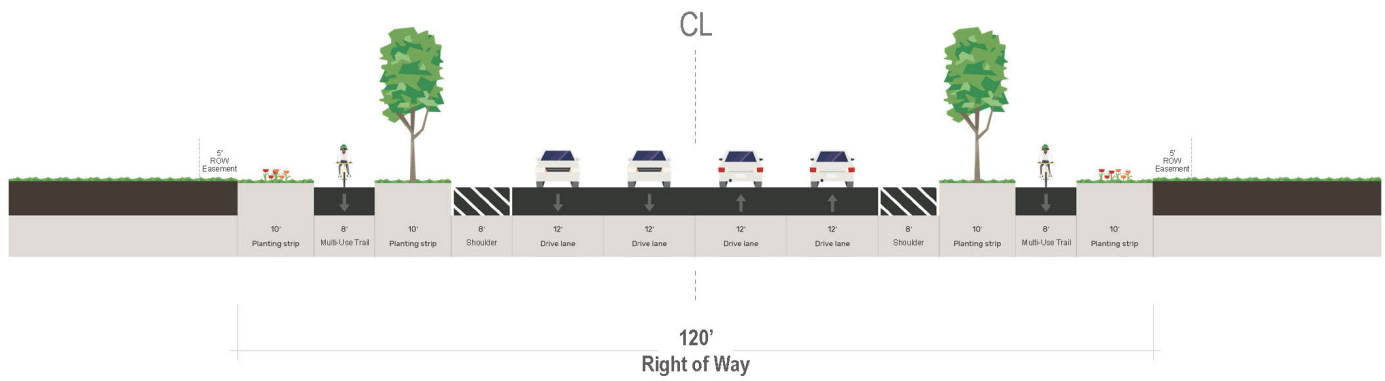 CL
5'
ROW
Easement
5'
ROW
Easement
10'
Planting strip
8'
Multi-Use Trail
10'
Planting strip
8'
Shoulder
12'
Drive lane
12'
Drive lane
12'
Drive lane
12'
Drive lane
8'
Shoulder
10'
Planting strip
8'
Multi-Use Trail
10'
Planting strip
120'
Right of Way